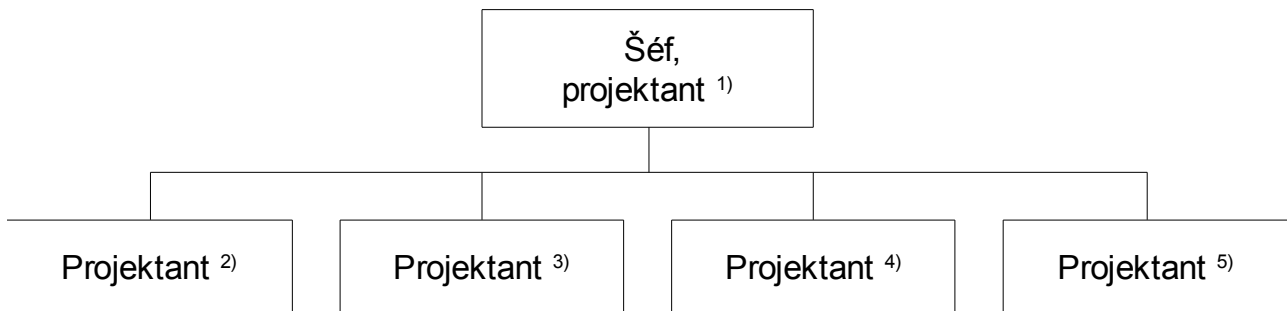 Šéf,
projektant 1)
Projektant 2)
Projektant 3)
Projektant 4)
Projektant 5)